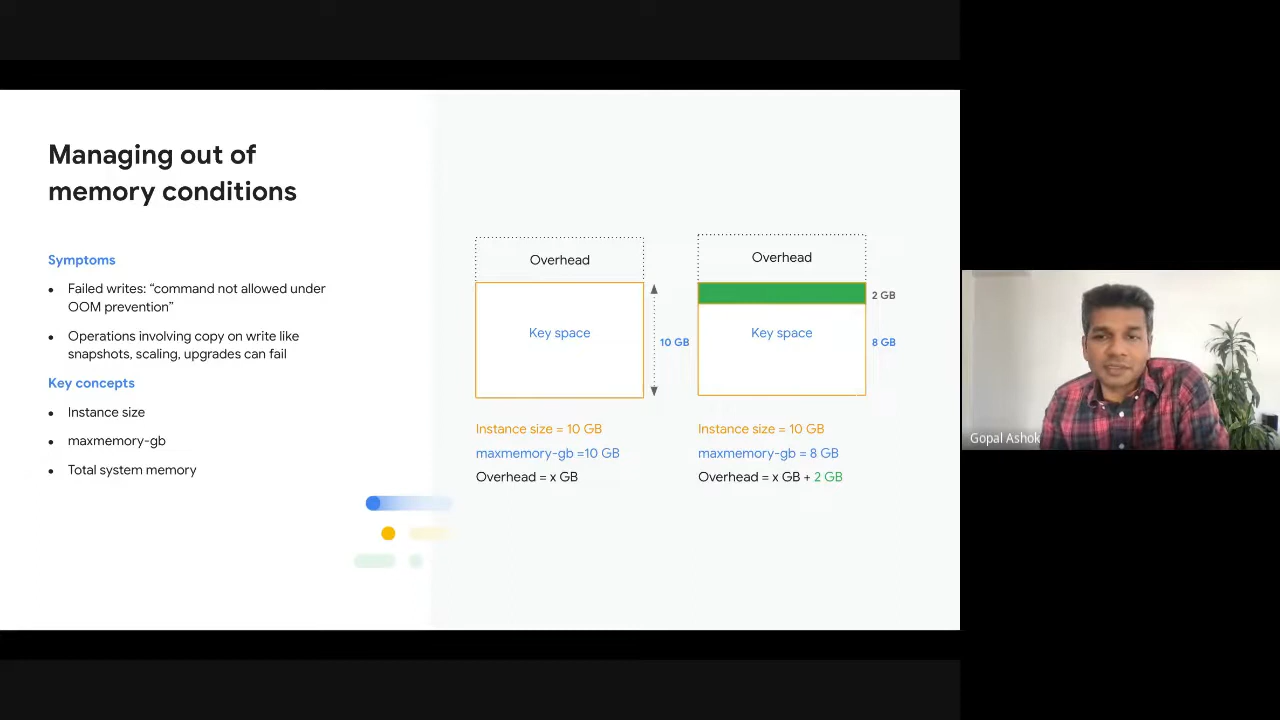 Managing out of
memory conditions
Symptoms
• Failed writes: “command not allowed under
OOM prevention”
• Operations involving copy on write like
snapshots, scaling, upgrades can fail
Key concepts
• Instance size
• maxmemory-gb
• Total system memory
Overhead
Key space
10 GB
Instance size = 10 GB
maxmemory-gb =10 GB
Overhead = x GB
Overhead
2 GB
Key space
8 GB
Instance size = 10 GB
maxmemory-gb = 8 GB
Overhead = x GB + 2 GB
Gopal Ashok